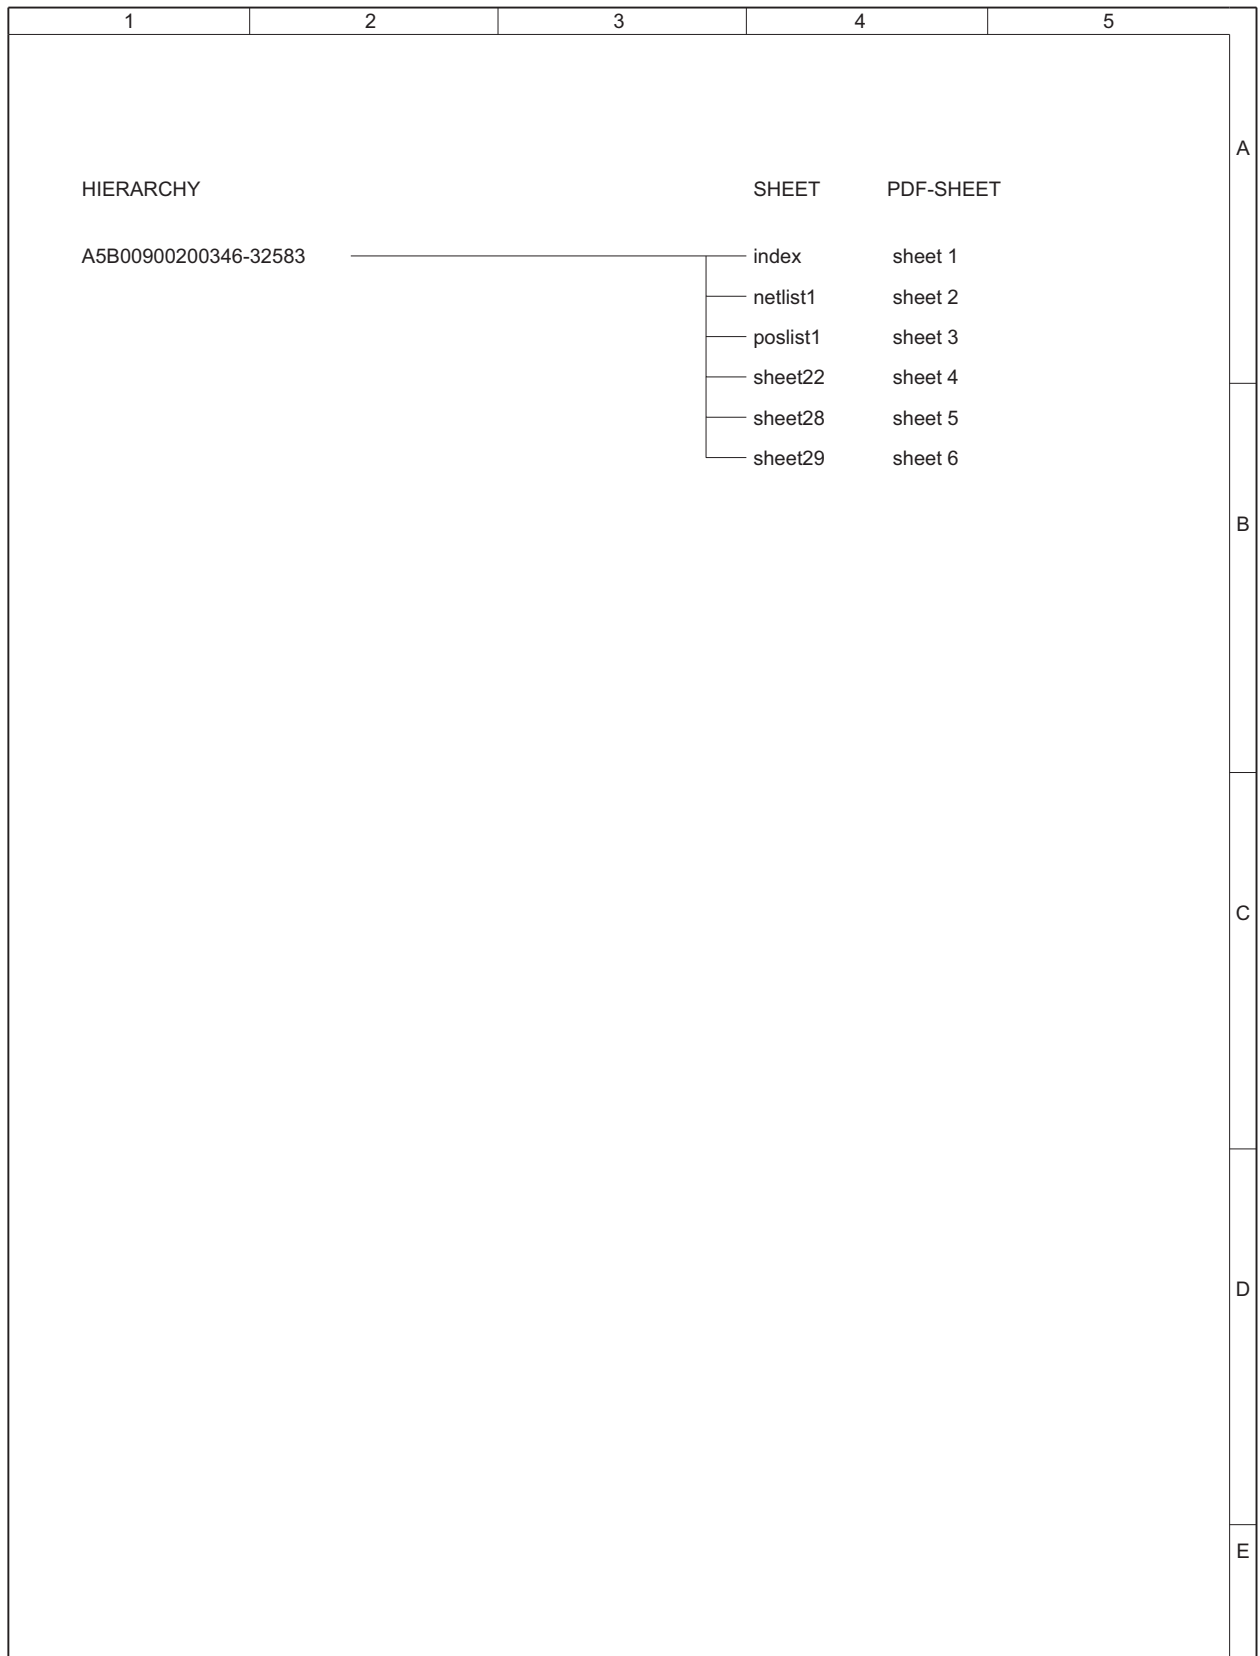 1 2 3 4 5
A
HIERARCHY SHEET PDF-SHEET
A5B00900200346-32583 index sheet 1
netlist1 sheet 2
poslist1 sheet 3
sheet22 sheet 4
sheet28 sheet 5
sheet29 sheet 6
B
C
D
E